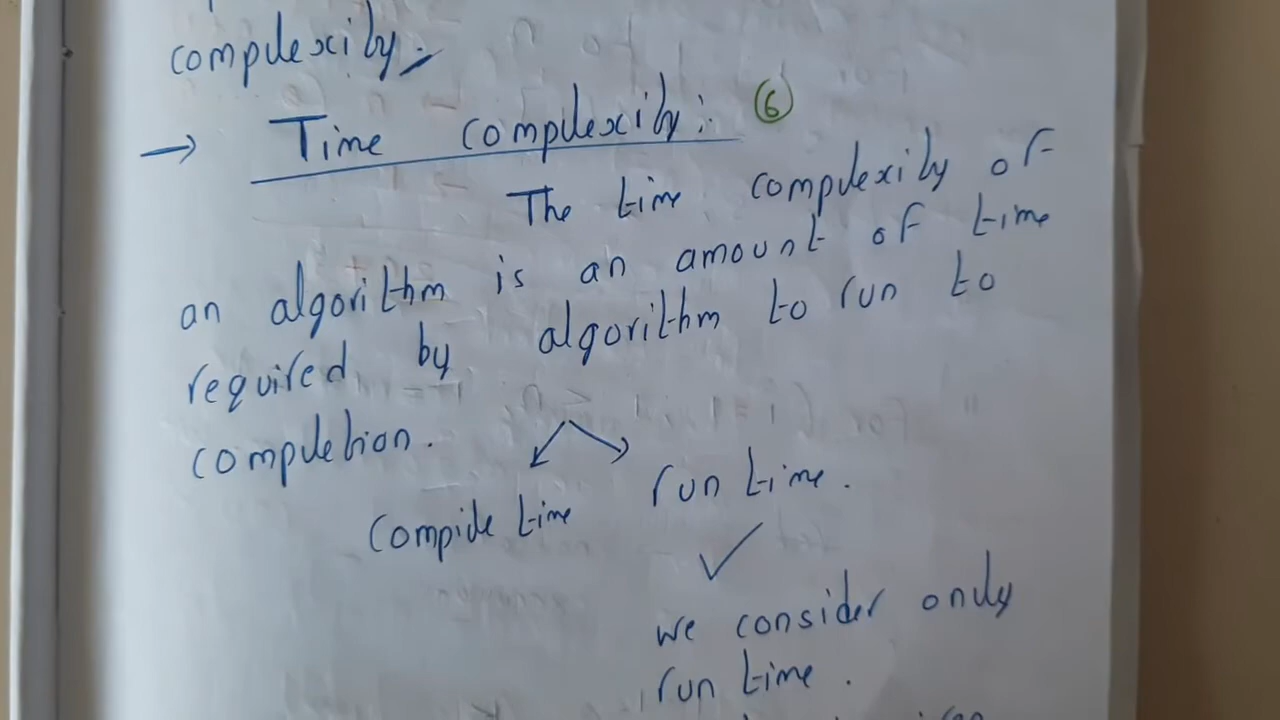 complexity :-
→ Time complexity : 6
The time complexity of
an algorithm is an amount of time
required by algorithm to run to
completion.
compile time run time.
✓
we consider only
run time.